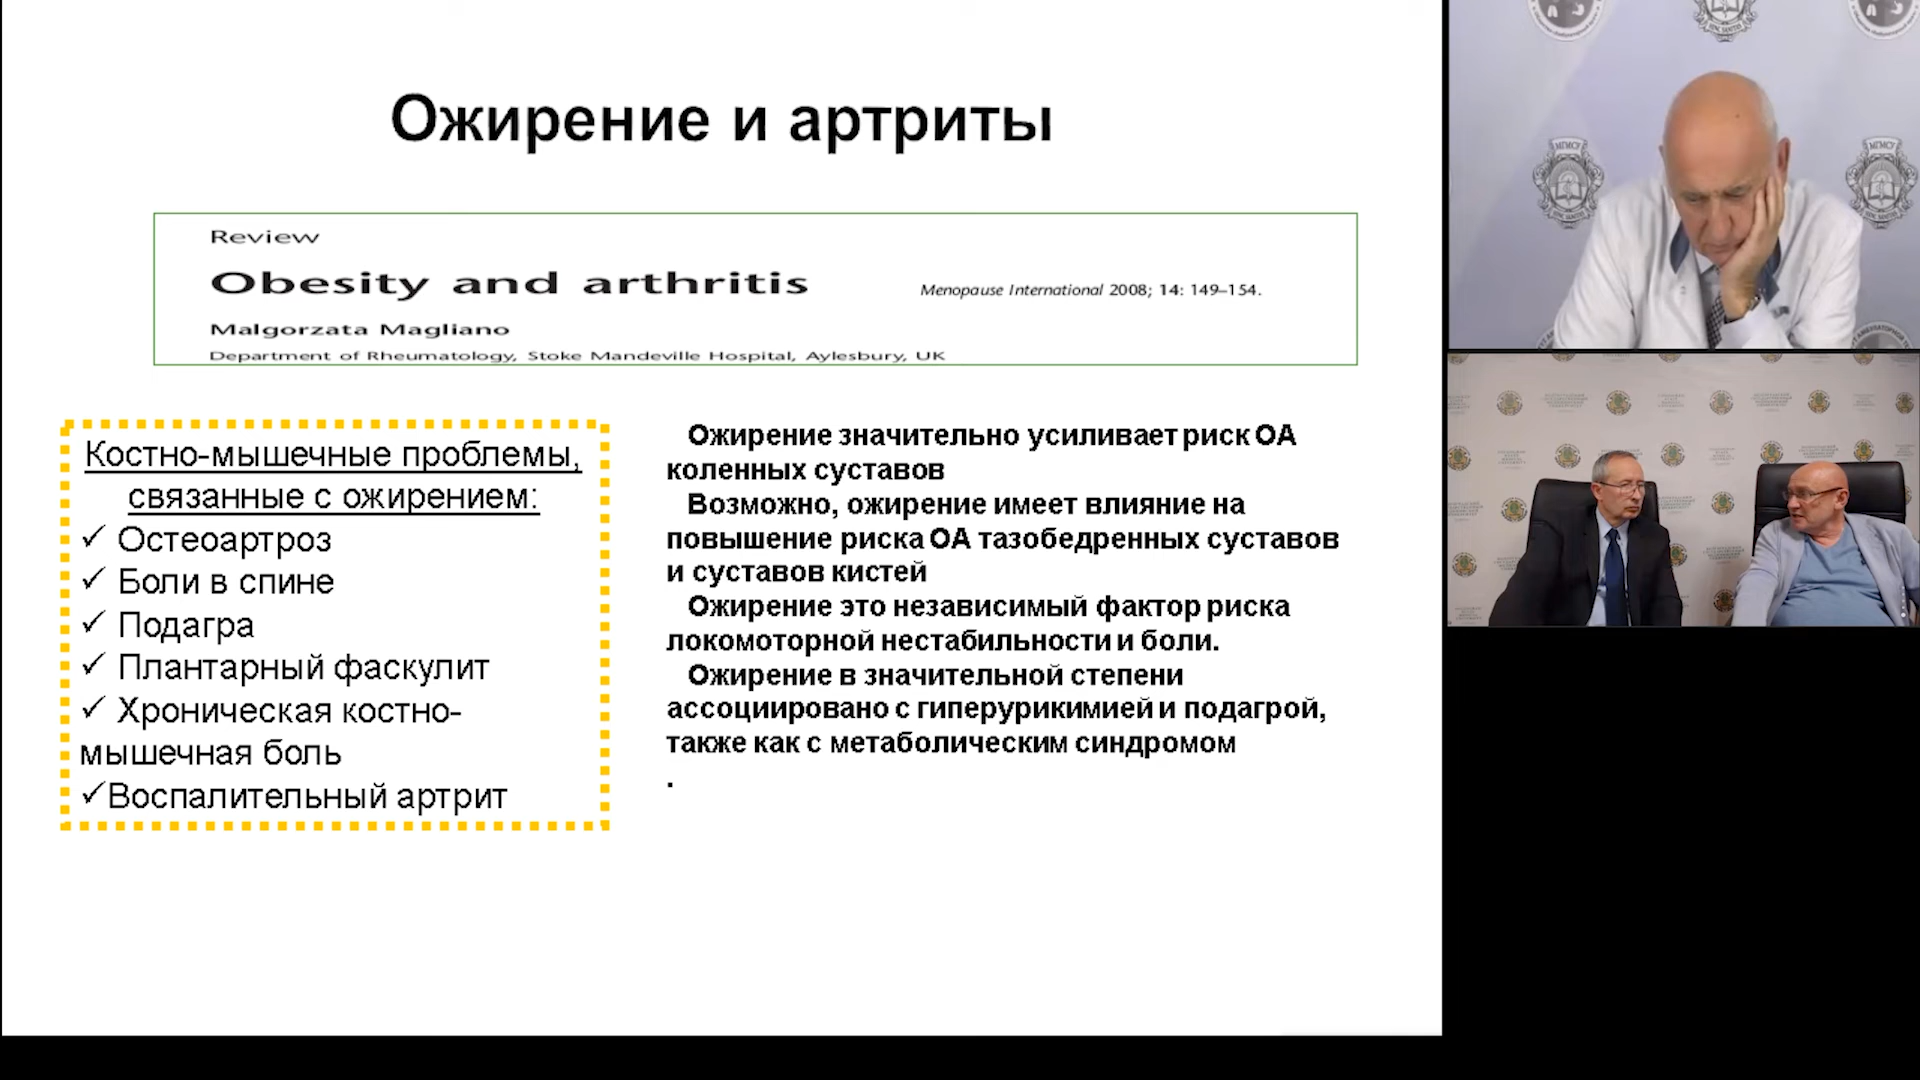 Ожирение и артриты
Review
Obesity and arthritis
Menopause International 2008; 14: 149–154.
Malgorzata Magliano
Department of Rheumatology, Stoke Mandeville Hospital, Aylesbury, UK
Костно-мышечные проблемы,
связанные с ожирением:
✓ Остеоартроз
✓ Боли в спине
✓ Подагра
✓ Плантарный фаскулит
✓ Хроническая костно-
мышечная боль
✓Воспалительный артрит
Ожирение значительно усиливает риск ОА
коленных суставов
Возможно, ожирение имеет влияние на
повышение риска ОА тазобедренных суставов
и суставов кистей
Ожирение это независимый фактор риска
локомоторной нестабильности и боли.
Ожирение в значительной степени
ассоциировано с гиперурикимией и подагрой,
также как с метаболическим синдромом
.
МГМСУ